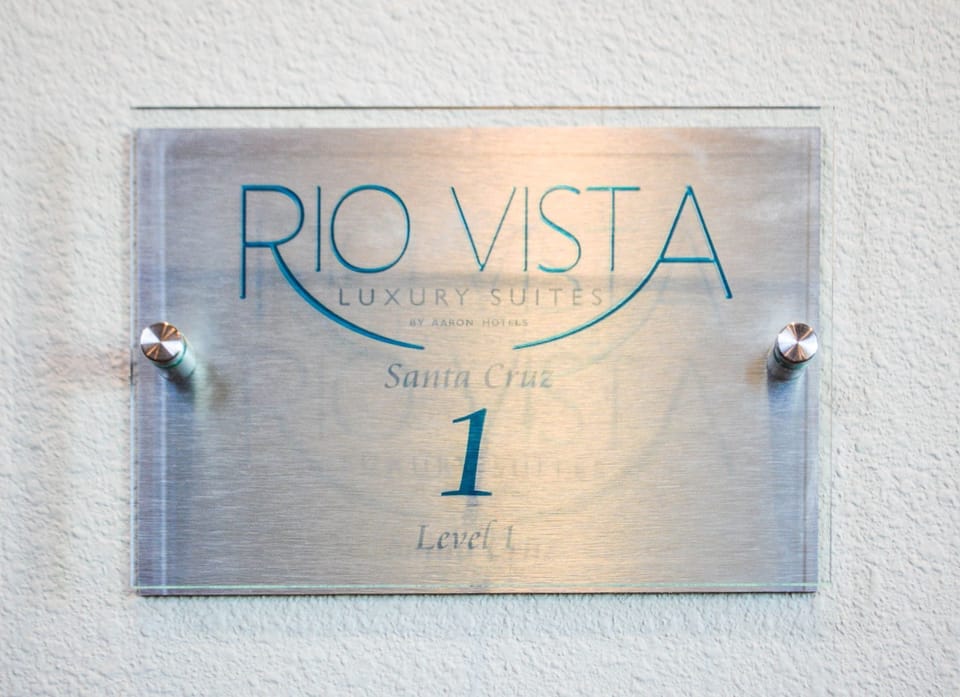 RIO VISTA
LUXURY SUITES
BY AARON HOTELS
Santa Cruz
1
Level 1